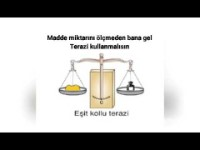 Madde miktarını ölçmeden bana gel
Terazi kullanmalısın
Eşit kollu terazi